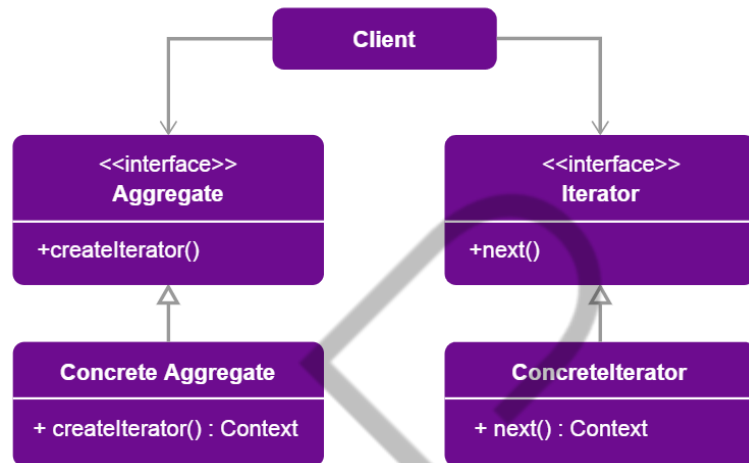 Client
<<interface>>
Aggregate
+createIterator()
<<interface>>
Iterator
+next()
Concrete Aggregate
+ createIterator() : Context
ConcreteIterator
+ next() : Context